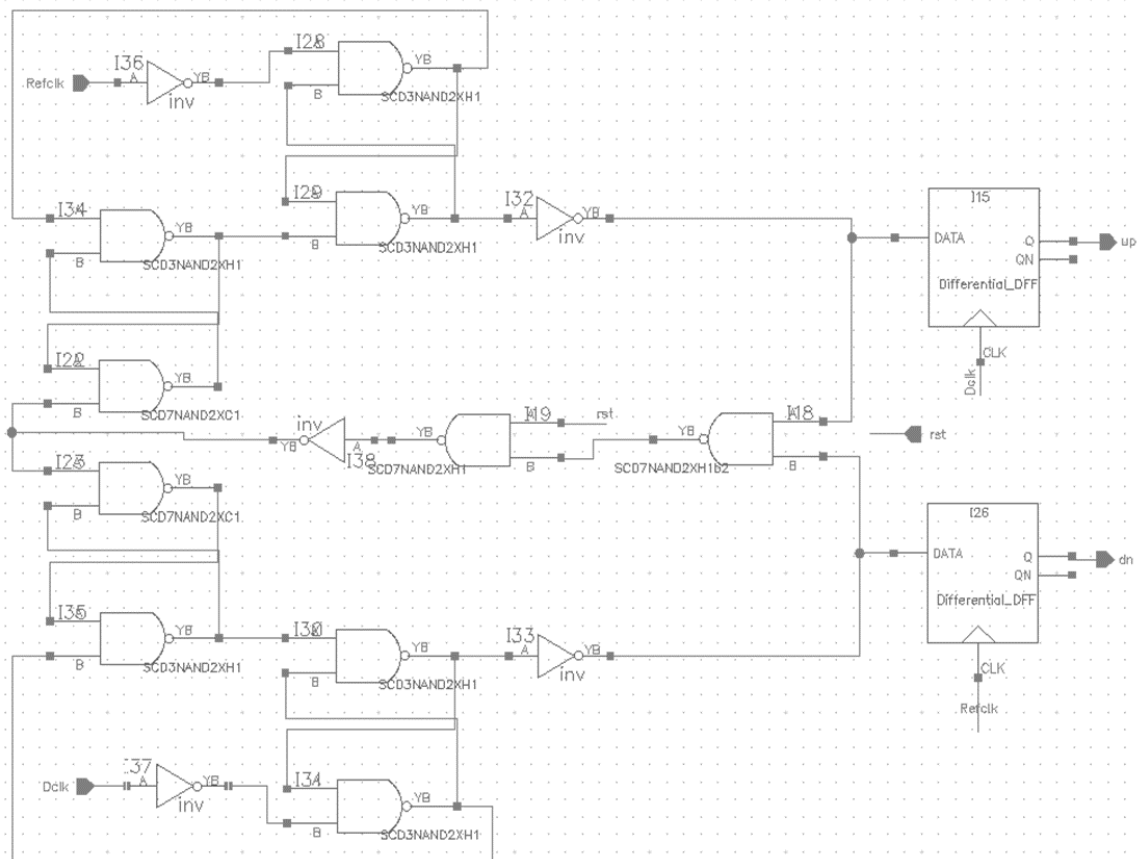 I36
Refclk
A
YB
inv
I28
A
B
YB
SCD3NAND2XH1
I34
A
B
YB
SCD3NAND2XH1
I29
A
B
YB
SCD3NAND2XH1
I32
A
YB
inv
I15
DATA
Q
QN
Differential_DFF
CLK
Dclk
up
I22
A
B
YB
SCD7NAND2XC1
inv
YB
A
I38
YB
I19
A
B
rst
SCD7NAND2XH1
YB
I18
A
B
SCD7NAND2XH1
rst
I23
A
B
YB
SCD7NAND2XC1
I26
DATA
Q
QN
Differential_DFF
CLK
Refclk
dn
I35
A
B
YB
SCD3NAND2XH1
I30
A
B
YB
SCD3NAND2XH1
I33
A
YB
inv
Dclk
I37
A
YB
inv
I31
A
B
YB
SCD3NAND2XH1